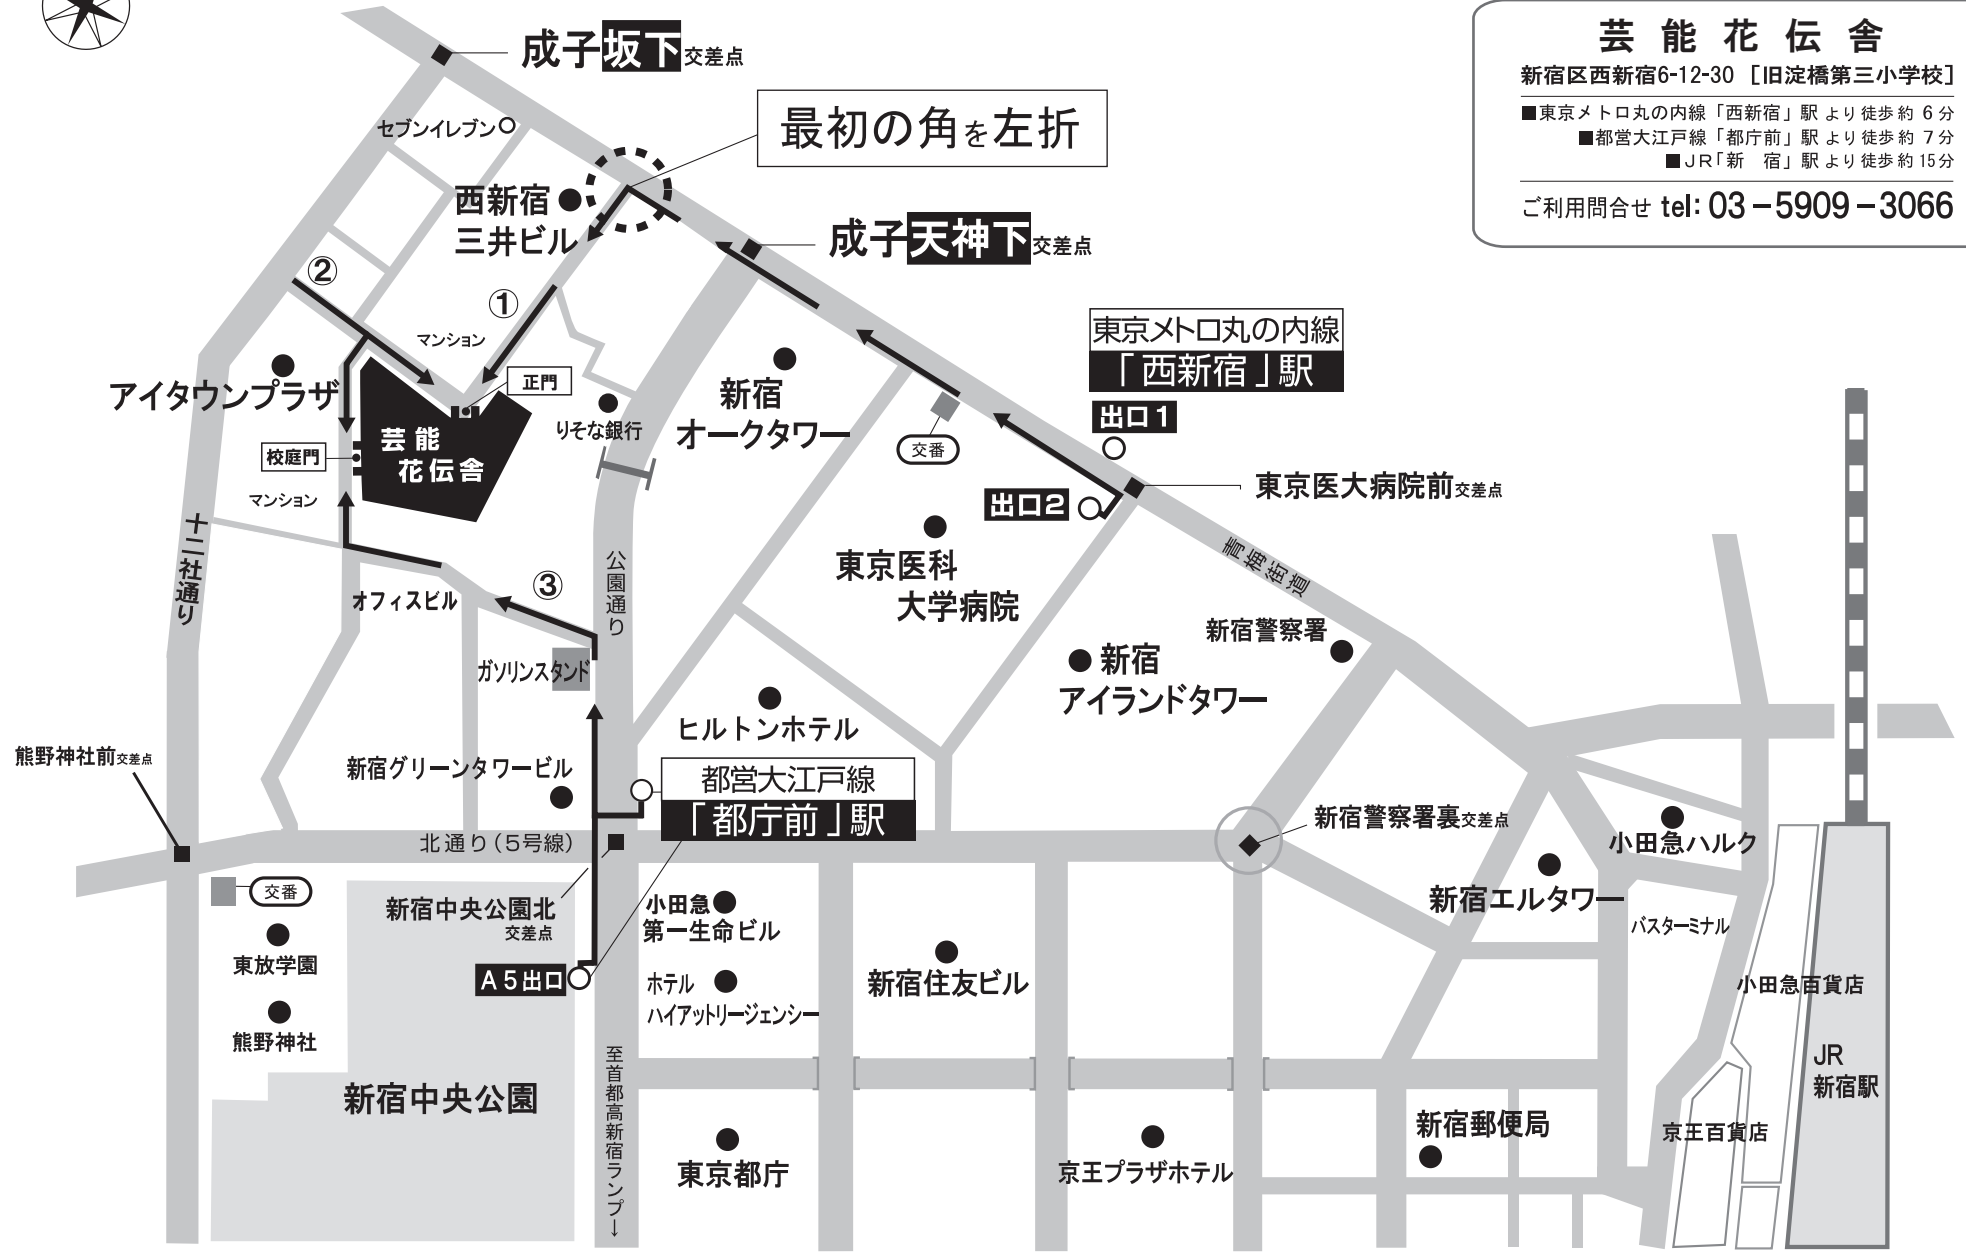 芸能花伝舎
新宿区西新宿6-12-30［旧淀橋第三小学校］
■東京メトロ丸の内線「西新宿」駅より徒歩約 6 分
■都営大江戸線「都庁前」駅より徒歩約 7 分
■JR「新　宿」駅より徒歩約 15分
ご利用問合せ tel: 03－5909－3066
成子坂下交差点
最初の角を左折
セブンイレブン
西新宿
三井ビル
成子天神下交差点
②
①
マンション
東京メトロ丸の内線
「西新宿」駅
出口1
アイタウンプラザ
正門
新宿
オークタワー
りそな銀行
交番
芸能
花伝舎
校庭門
マンション
出口2
東京医大病院前交差点
十二社通り
公園通り
東京医科
大学病院
青梅街道
③
オフィスビル
新宿警察署
ガソリンスタンド
新宿
アイランドタワー
ヒルトンホテル
熊野神社前交差点
新宿グリーンタワービル
都営大江戸線
「都庁前」駅
新宿警察署裏交差点
北通り(5号線)
小田急ハルク
交番
新宿中央公園北
交差点
小田急
第一生命ビル
新宿エルタワー
バスターミナル
東放学園
A5出口
ホテル
ハイアットリージェンシー
新宿住友ビル
小田急百貨店
熊野神社
至首都高新宿ランプ→
JR
新宿駅
新宿中央公園
東京都庁
京王プラザホテル
新宿郵便局
京王百貨店